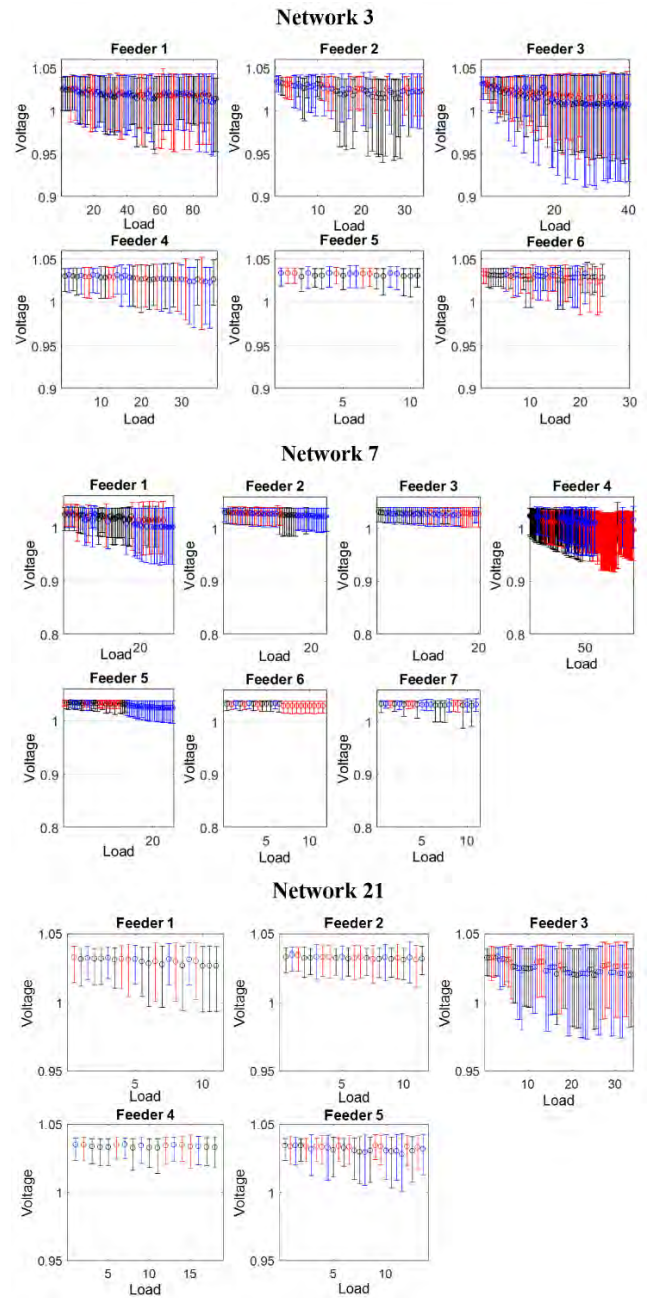 Network 3
Feeder 1
Feeder 2
Feeder 3
1.05
1
0.95
0.9
Voltage
20 40 60 80
Load
1.05
1
0.95
0.9
Voltage
10 20 30
Load
1.05
1
0.95
0.9
Voltage
20 40
Load
Feeder 4
Feeder 5
Feeder 6
1.05
1
0.95
0.9
Voltage
10 20 30
Load
1.05
1
0.95
0.9
Voltage
5 10
Load
1.05
1
0.95
0.9
Voltage
10 20 30
Load
Network 7
Feeder 1
Feeder 2
Feeder 3
Feeder 4
1
0.9
0.8
Voltage
20
Load
1
0.9
0.8
Voltage
20
Load
1
0.9
0.8
Voltage
20
Load
1
0.9
0.8
Voltage
50
Load
Feeder 5
Feeder 6
Feeder 7
1
0.9
0.8
Voltage
20
Load
1
0.9
0.8
Voltage
5 10
Load
1
0.9
0.8
Voltage
5 10
Load
Network 21
Feeder 1
Feeder 2
Feeder 3
1.05
1
0.95
Voltage
5 10
Load
1.05
1
0.95
Voltage
5 10
Load
1.05
1
0.95
Voltage
10 20 30
Load
Feeder 4
Feeder 5
1.05
1
0.95
Voltage
5 10 15
Load
1.05
1
0.95
Voltage
5 10
Load